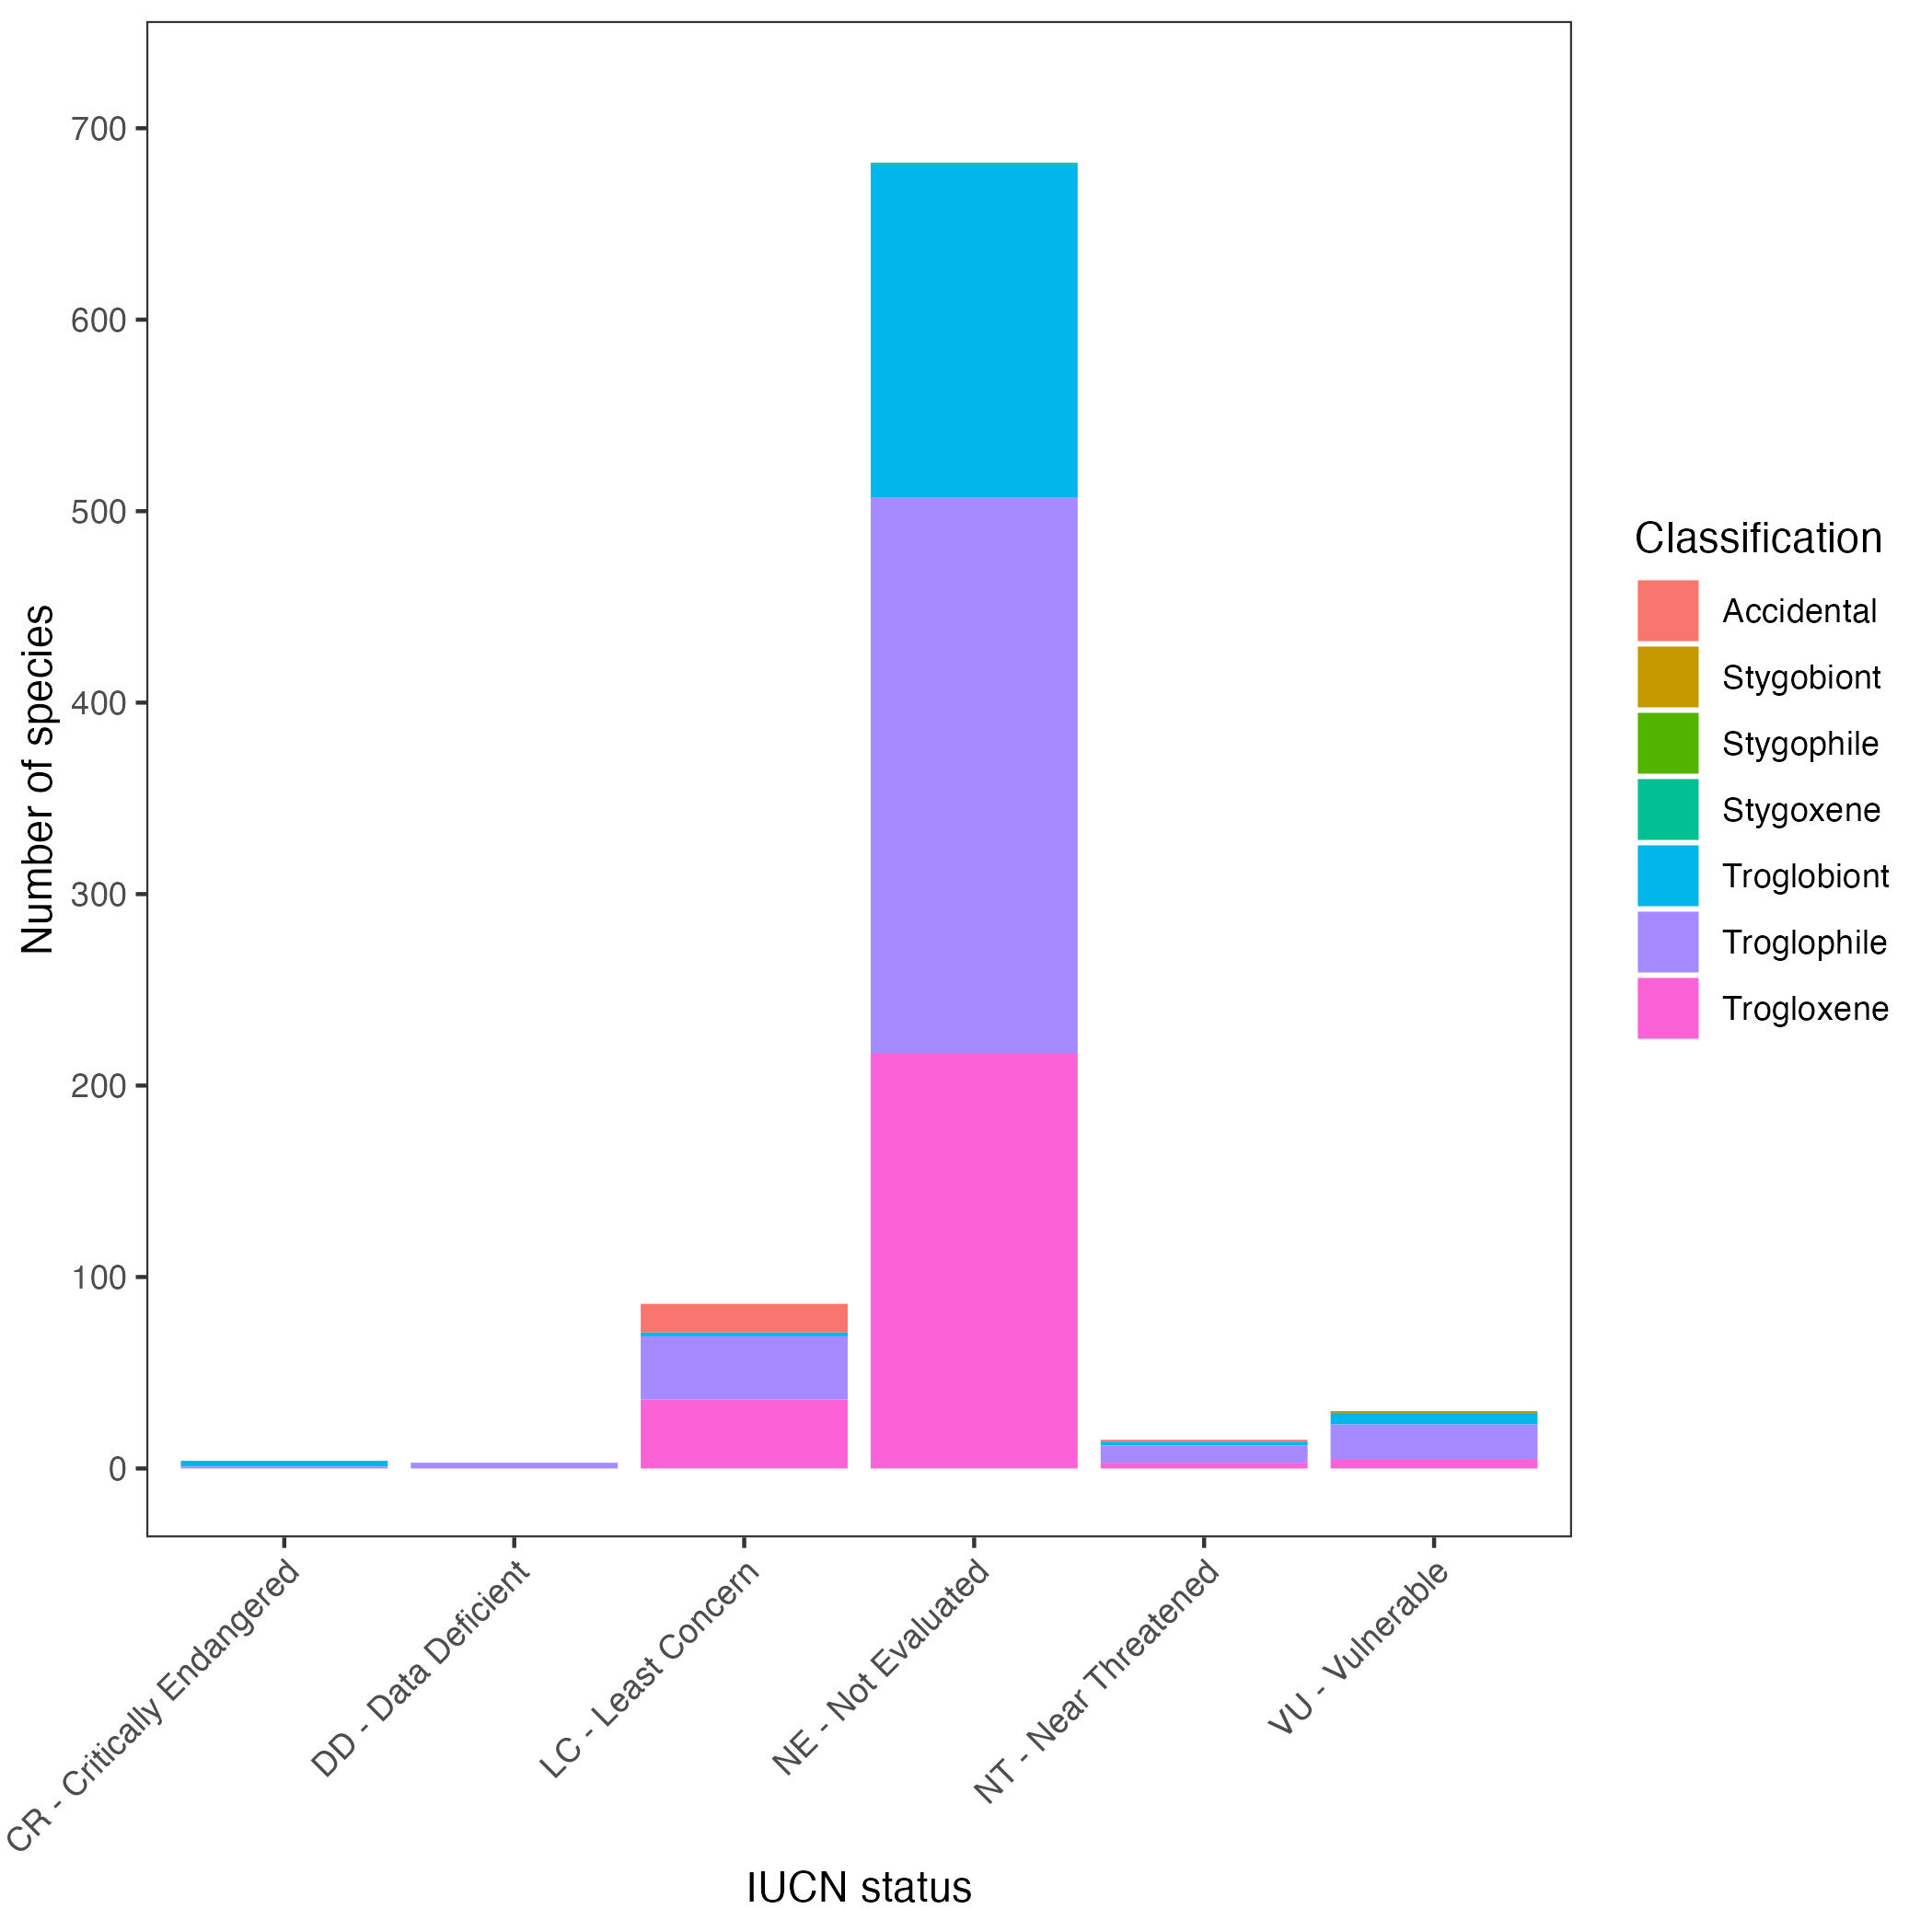 Number of species
700
600
500
400
300
200
100
0
CR - Critically Endangered
DD - Data Deficient
LC - Least Concern
NE - Not Evaluated
NT - Near Threatened
VU - Vulnerable
IUCN status
Classification
Accidental
Stygobiont
Stygophile
Stygoxene
Troglobiont
Troglophile
Trogloxene